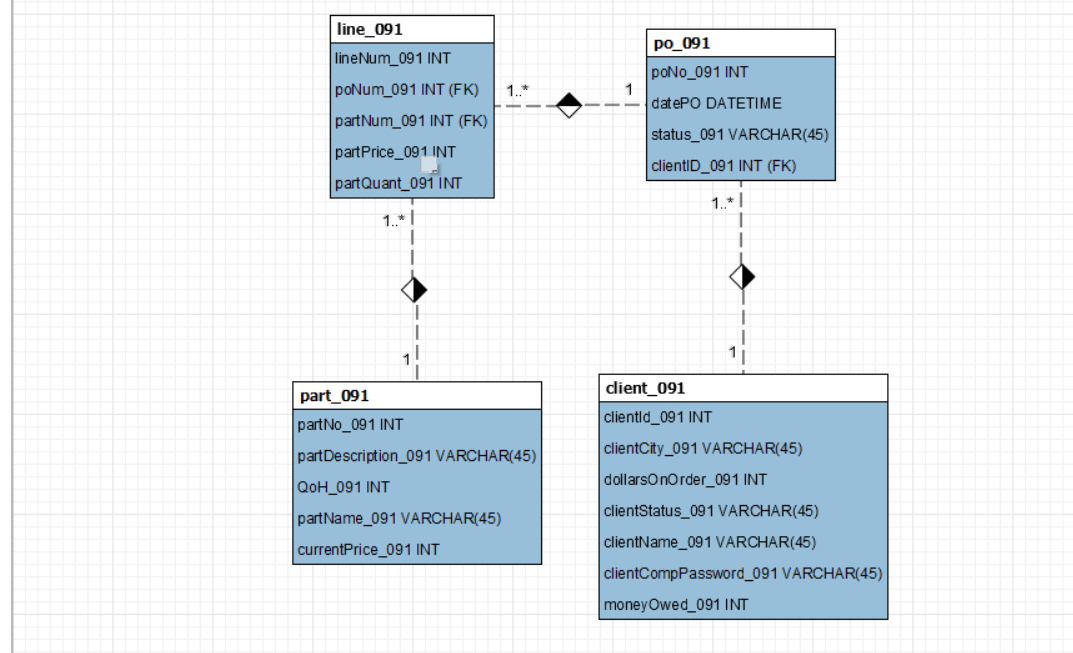 line_091
lineNum_091 INT
poNum_091 INT (FK)
partNum_091 INT (FK)
partPrice_091 INT
partQuant_091 INT
1..*
1
po_091
poNo_091 INT
datePO DATETIME
status_091 VARCHAR(45)
clientID_091 INT (FK)
1..*
1
1..*
1
part_091
partNo_091 INT
partDescription_091 VARCHAR(45)
QoH_091 INT
partName_091 VARCHAR(45)
currentPrice_091 INT
client_091
clientId_091 INT
clientCity_091 VARCHAR(45)
dollarsOnOrder_091 INT
clientStatus_091 VARCHAR(45)
clientName_091 VARCHAR(45)
clientCompPassword_091 VARCHAR(45)
moneyOwed_091 INT